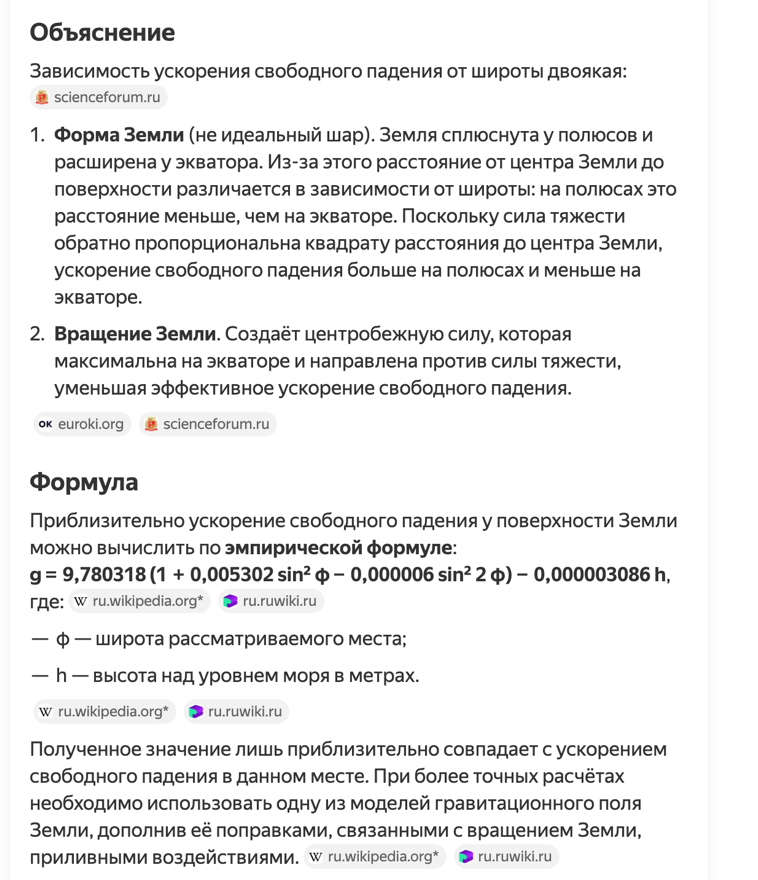 Объяснение
Зависимость ускорения свободного падения от широты двоякая:
scienceforum.ru
1. Форма Земли (не идеальный шар). Земля сплюснута у полюсов и
расширена у экватора. Из-за этого расстояние от центра Земли до
поверхности различается в зависимости от широты: на полюсах это
расстояние меньше, чем на экваторе. Поскольку сила тяжести
обратно пропорциональна квадрату расстояния до центра Земли,
ускорение свободного падения больше на полюсах и меньше на
экваторе.
2. Вращение Земли. Создаёт центробежную силу, которая
максимальна на экваторе и направлена против силы тяжести,
уменьшая эффективное ускорение свободного падения.
ОК euroki.org scienceforum.ru
Формула
Приблизительно ускорение свободного падения у поверхности Земли
можно вычислить по эмпирической формуле:
g = 9,780318 (1 + 0,005302 sin² ф − 0,000006 sin² 2 ф) − 0,000003086 h,
где: W ru.wikipedia.org* ru.ruwiki.ru
— ф — широта рассматриваемого места;
— h — высота над уровнем моря в метрах.
W ru.wikipedia.org* ru.ruwiki.ru
Полученное значение лишь приблизительно совпадает с ускорением
свободного падения в данном месте. При более точных расчётах
необходимо использовать одну из моделей гравитационного поля
Земли, дополнив её поправками, связанными с вращением Земли,
приливными воздействиями. W ru.wikipedia.org* ru.ruwiki.ru